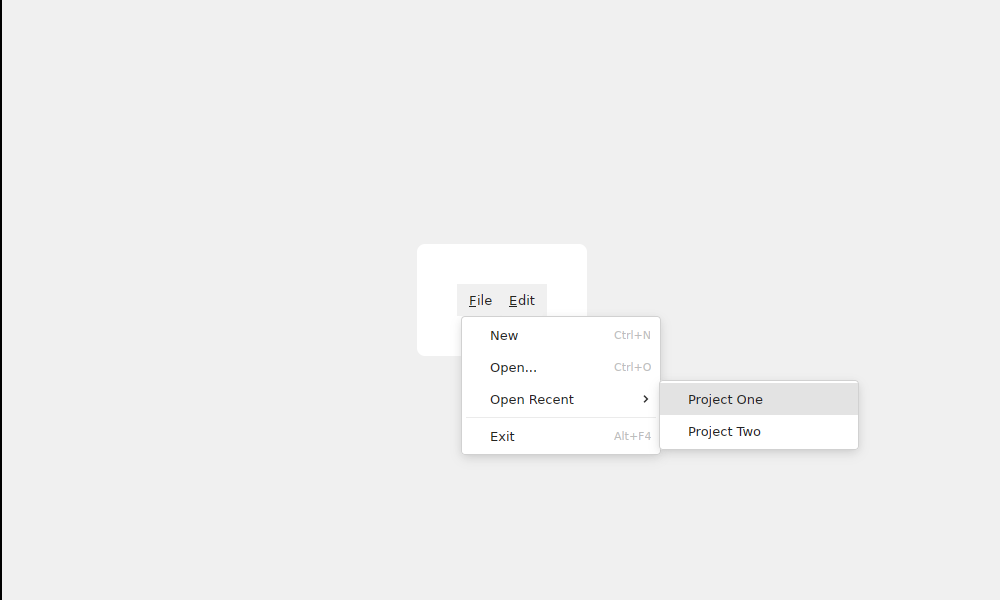 File Edit
New Ctrl+N
Open... Ctrl+O
Open Recent
Project One
Project Two
Exit Alt+F4